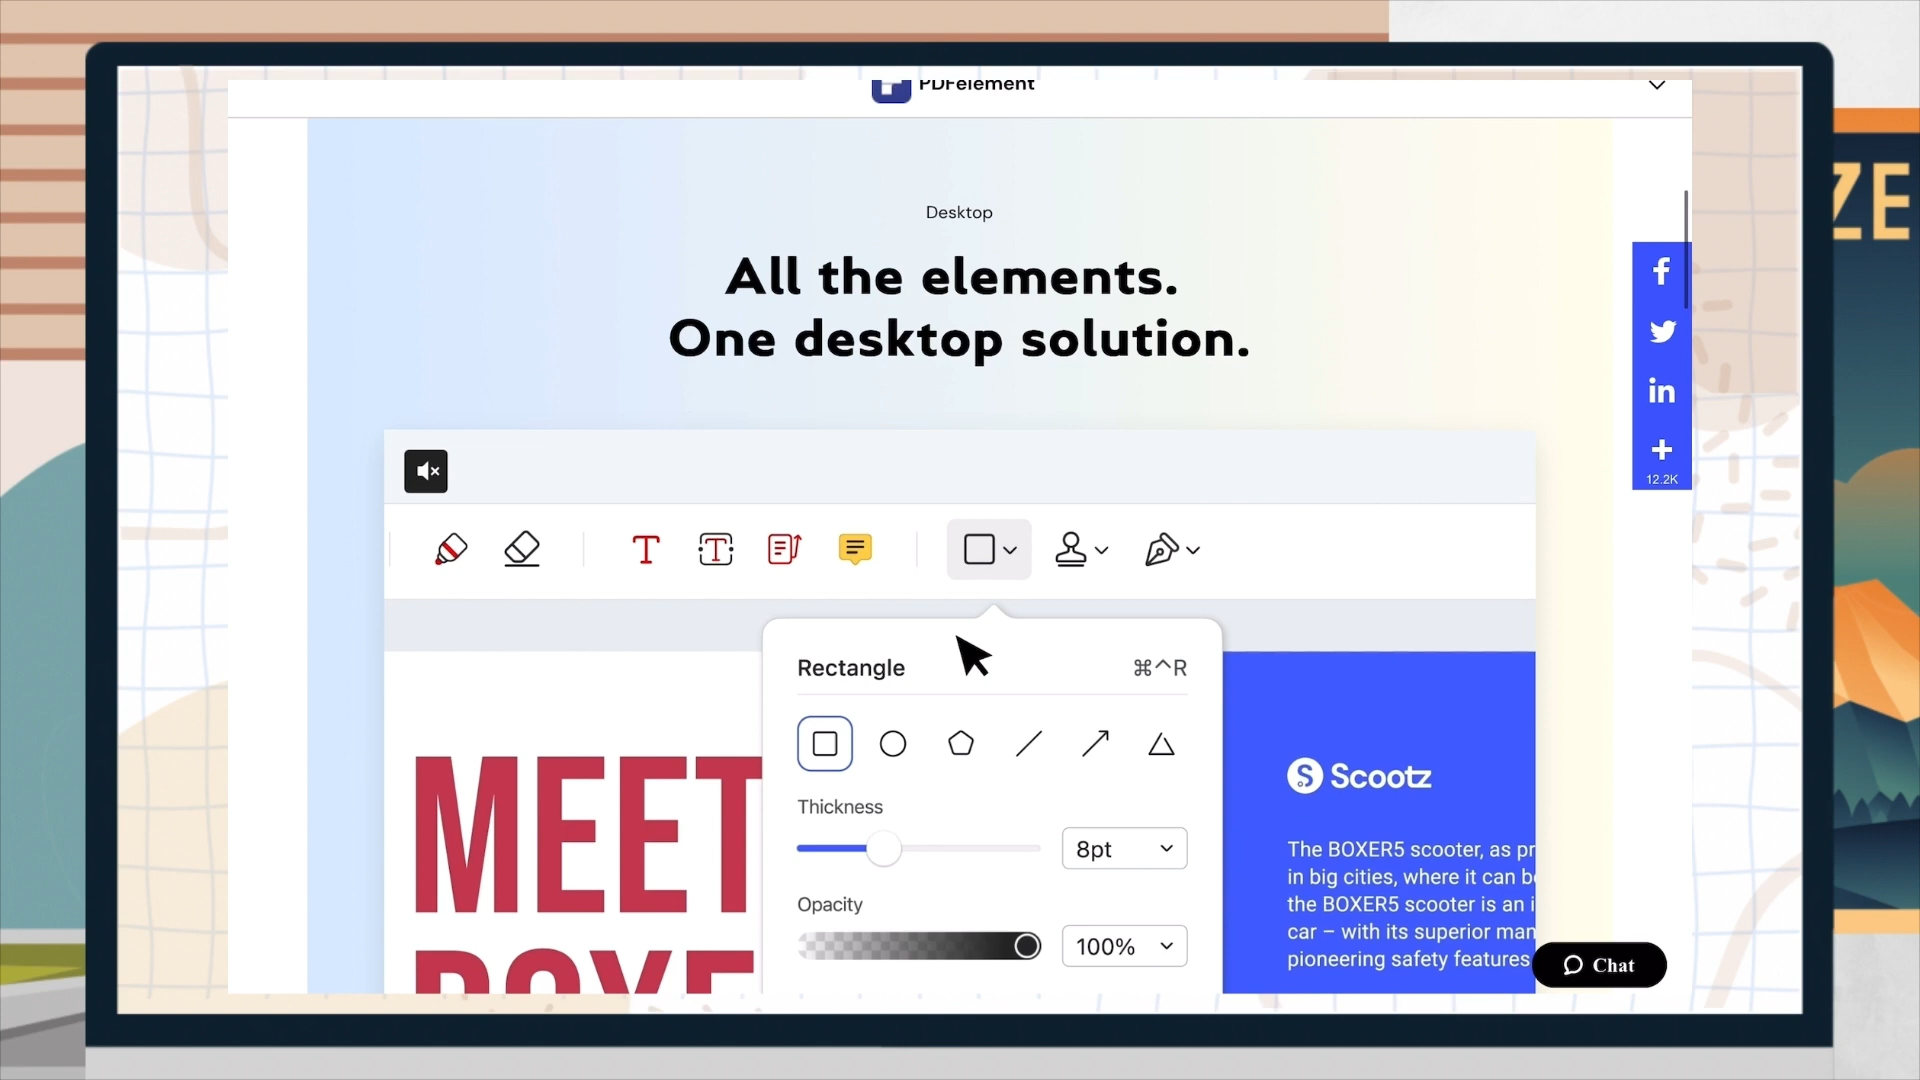 PDFelement
Desktop
All the elements.
One desktop solution.
12.2K
T
T
Rectangle ⌘^R
Thickness
8pt
Opacity
100%
MEET
Scootz
The BOXER5 scooter, as pr
in big cities, where it can b
the BOXER5 scooter is an i
car – with its superior man
pioneering safety features
Chat
ZE